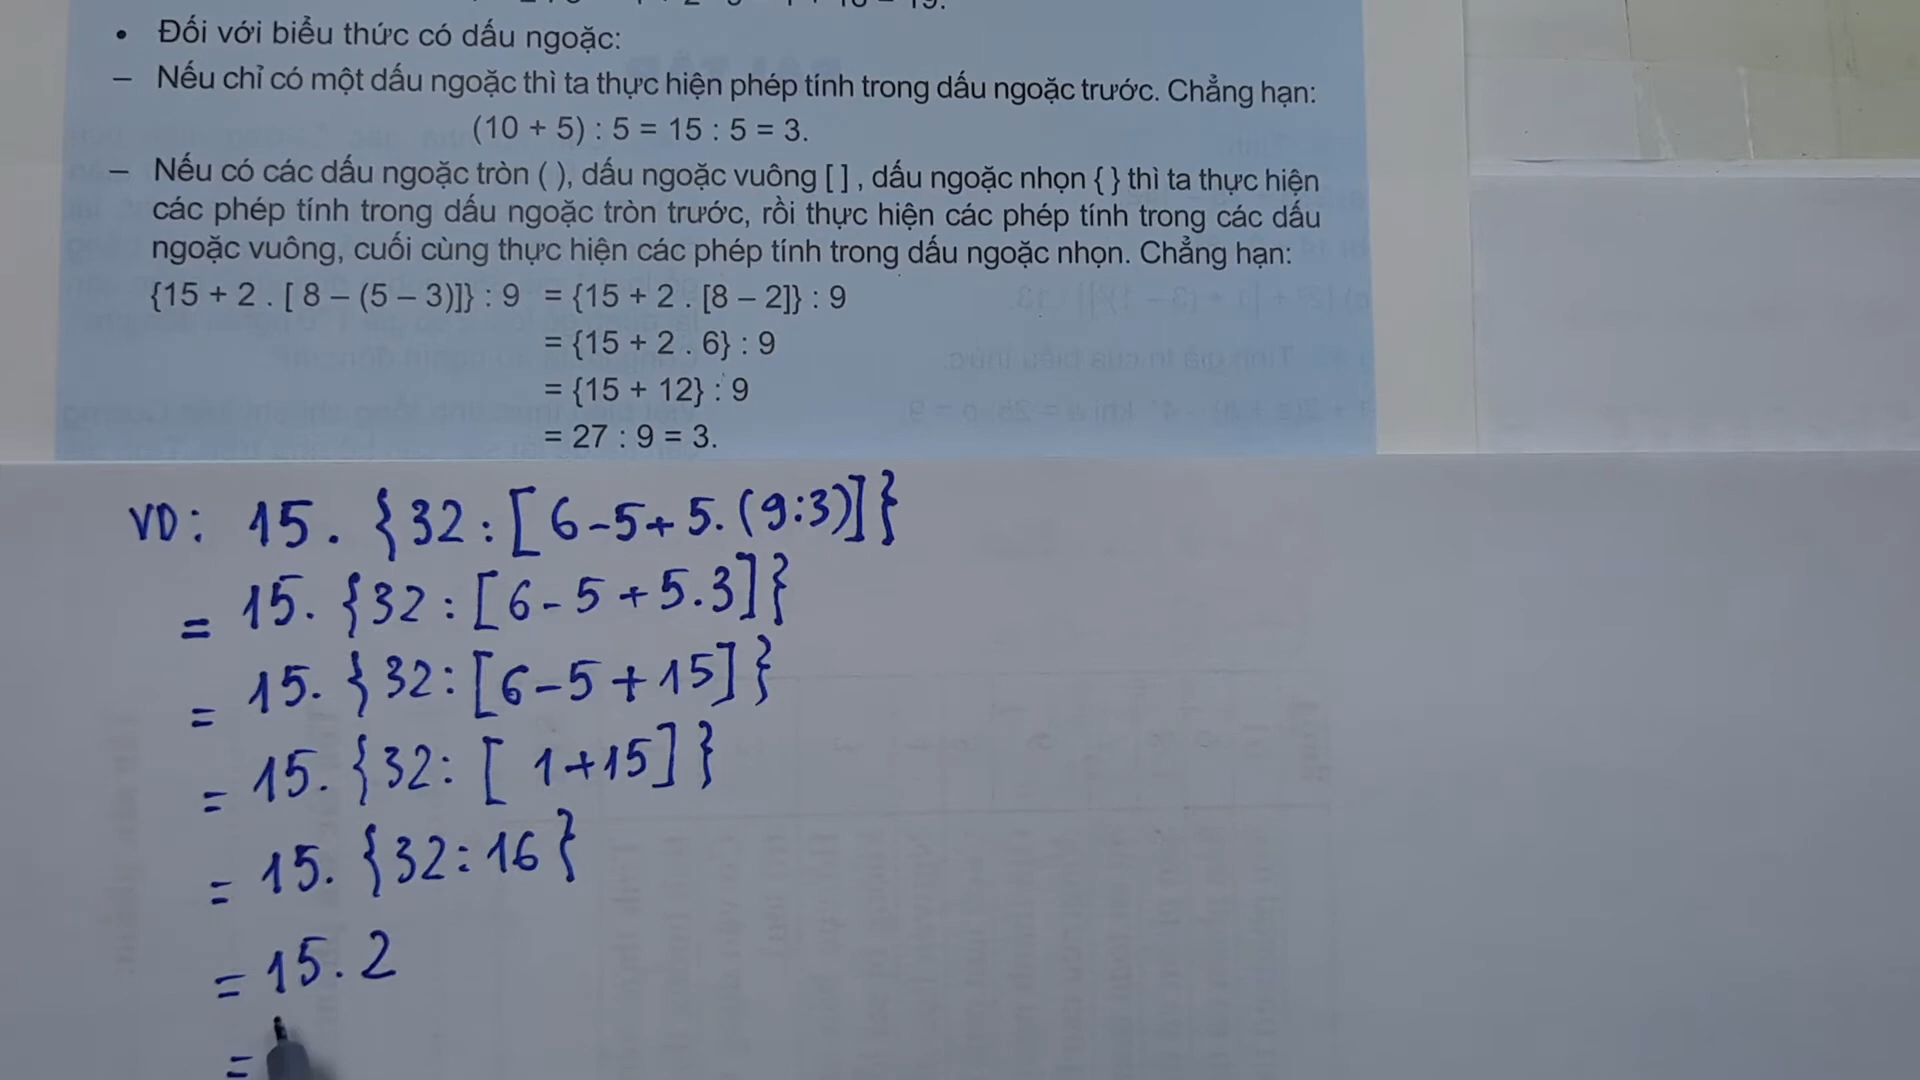 • Đối với biểu thức có dấu ngoặc:
– Nếu chỉ có một dấu ngoặc thì ta thực hiện phép tính trong dấu ngoặc trước. Chẳng hạn:
(10 + 5) : 5 = 15 : 5 = 3.
– Nếu có các dấu ngoặc tròn ( ), dấu ngoặc vuông [ ] , dấu ngoặc nhọn { } thì ta thực hiện
các phép tính trong dấu ngoặc tròn trước, rồi thực hiện các phép tính trong các dấu
ngoặc vuông, cuối cùng thực hiện các phép tính trong dấu ngoặc nhọn. Chẳng hạn:
{15 + 2 . [ 8 – (5 – 3)]} : 9 = {15 + 2 . [8 – 2]} : 9
= {15 + 2 . 6} : 9
= {15 + 12} : 9
= 27 : 9 = 3.
VD: 15. {32 : [ 6 - 5 + 5. (9:3)]}
= 15. {32 : [6 - 5 + 5.3]}
= 15. {32 : [6 - 5 + 15]}
= 15. {32: [ 1+15]}
= 15. {32:16}
= 15. 2
=